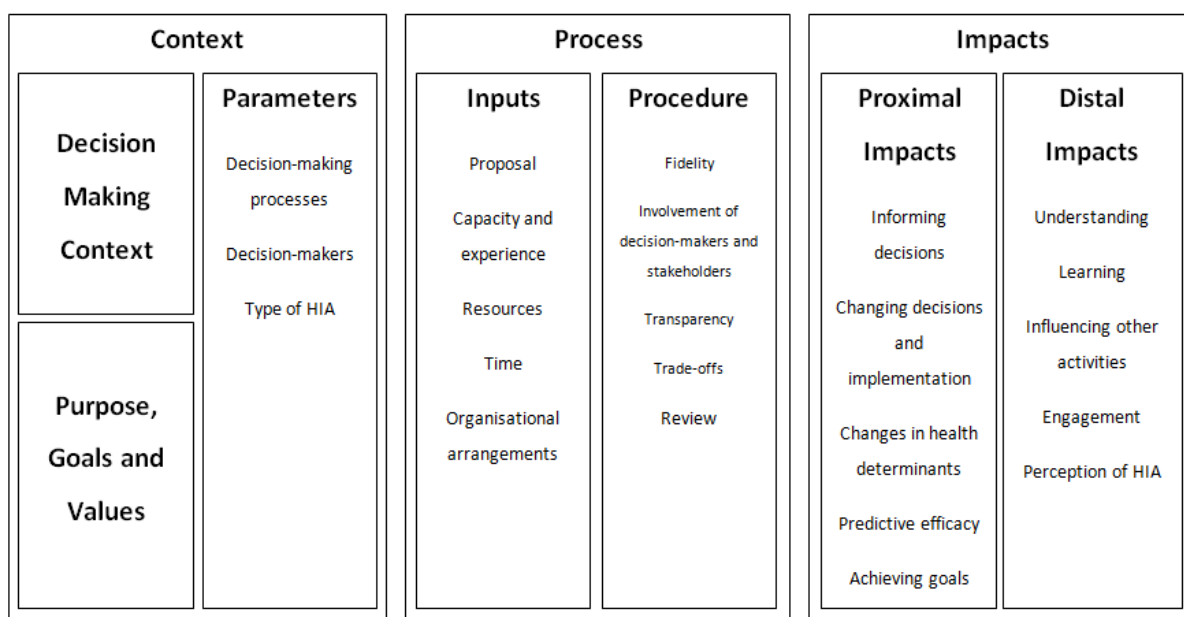 Context
Decision
Making
Context
Purpose,
Goals and
Values
Parameters
Decision-making
processes
Decision-makers
Type of HIA
Process
Inputs
Proposal
Capacity and
experience
Resources
Time
Organisational
arrangements
Procedure
Fidelity
Involvement of
decision-makers and
stakeholders
Transparency
Trade-offs
Review
Impacts
Proximal
Impacts
Informing
decisions
Changing decisions
and
implementation
Changes in health
determinants
Predictive efficacy
Achieving goals
Distal
Impacts
Understanding
Learning
Influencing other
activities
Engagement
Perception of HIA